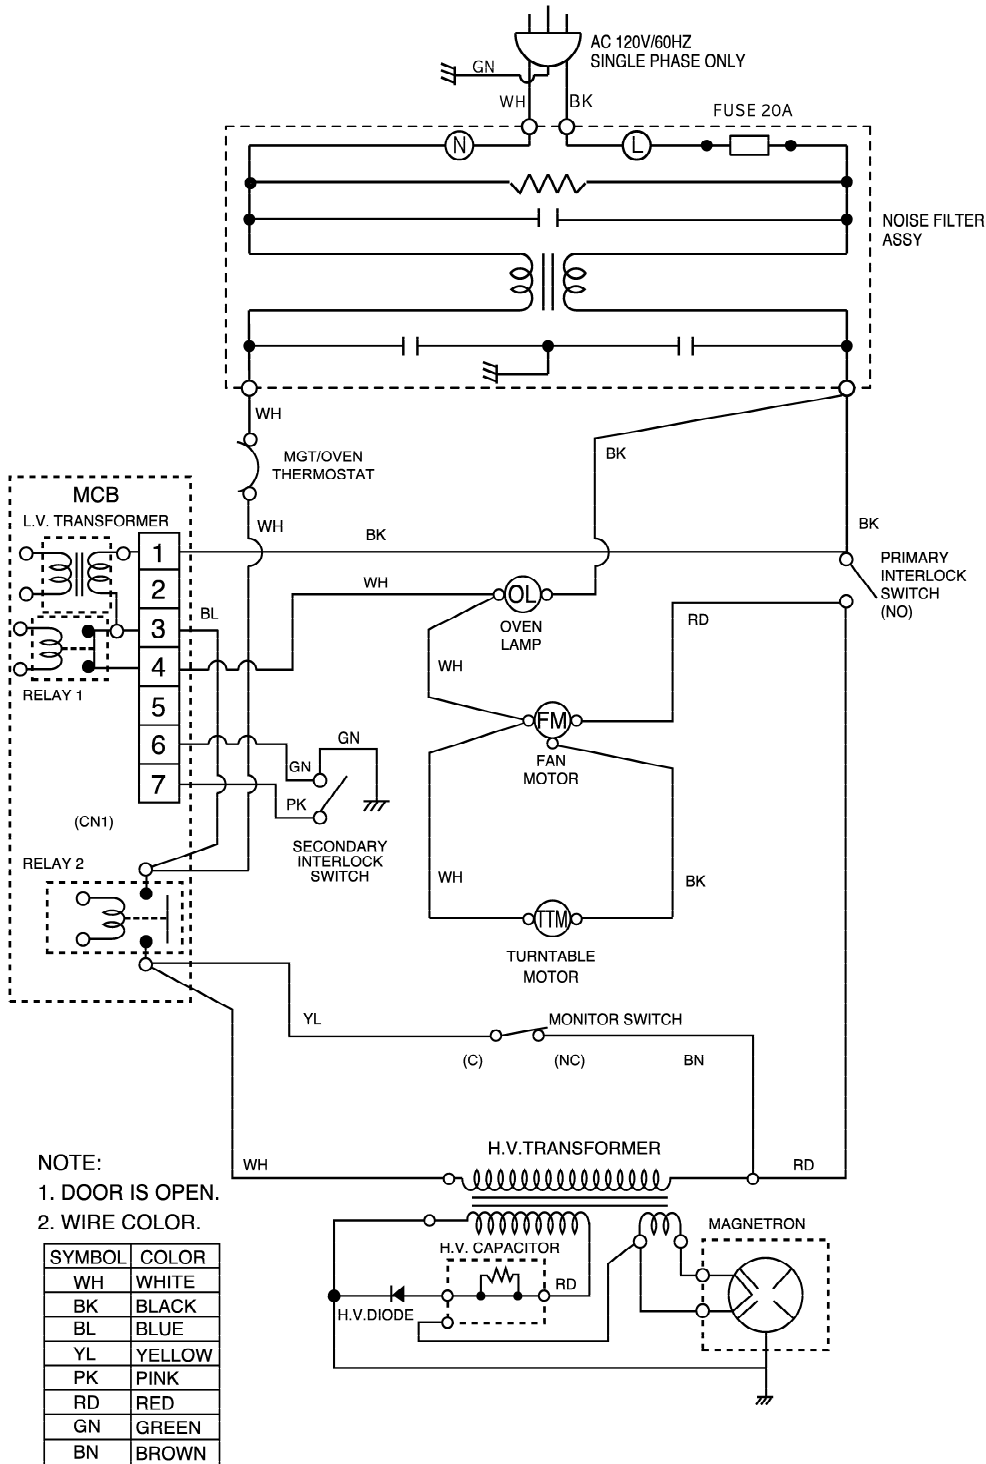 AC 120V/60HZ
SINGLE PHASE ONLY
GN
WH
BK
FUSE 20A
N
L
NOISE FILTER
ASSY
WH
MGT/OVEN
THERMOSTAT
BK
MCB
L.V. TRANSFORMER
WH
BK
BK
1
PRIMARY
INTERLOCK
SWITCH
(NO)
2
WH
OL
BL
3
OVEN
LAMP
RD
4
WH
RELAY 1
5
FM
6
GN
GN
FAN
MOTOR
7
PK
(CN1)
SECONDARY
INTERLOCK
SWITCH
RELAY 2
WH
BK
TTM
TURNTABLE
MOTOR
YL
MONITOR SWITCH
(C)
(NC)
BN
H.V.TRANSFORMER
WH
RD
NOTE:
1. DOOR IS OPEN.
2. WIRE COLOR.
MAGNETRON
H.V. CAPACITOR
RD
H.V.DIODE
SYMBOL COLOR
WH WHITE
BK BLACK
BL BLUE
YL YELLOW
PK PINK
RD RED
GN GREEN
BN BROWN